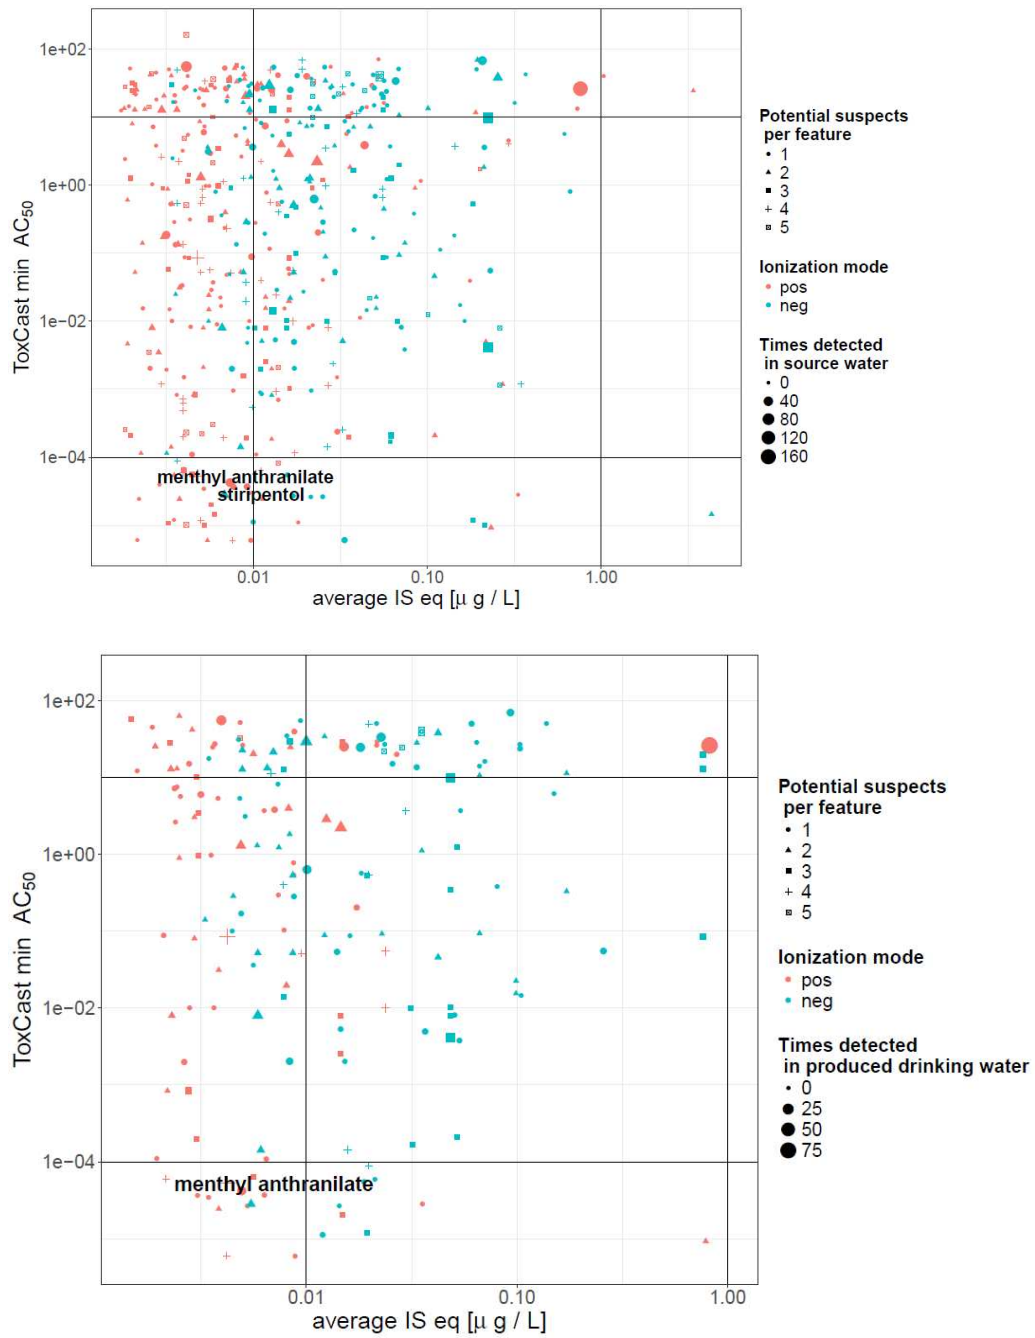 1e+02
1e+00
1e-02
1e-04
ToxCast min AC50
0.01
0.10
1.00
average IS eq [μ g / L]
menthyl anthranilate
stiripentol
Potential suspects
per feature
1
2
3
4
5
Ionization mode
pos
neg
Times detected
in source water
0
40
80
120
160
1e+02
1e+00
1e-02
1e-04
ToxCast min AC50
0.01
0.10
1.00
average IS eq [μ g / L]
menthyl anthranilate
Potential suspects
per feature
1
2
3
4
5
Ionization mode
pos
neg
Times detected
in produced drinking water
0
25
50
75